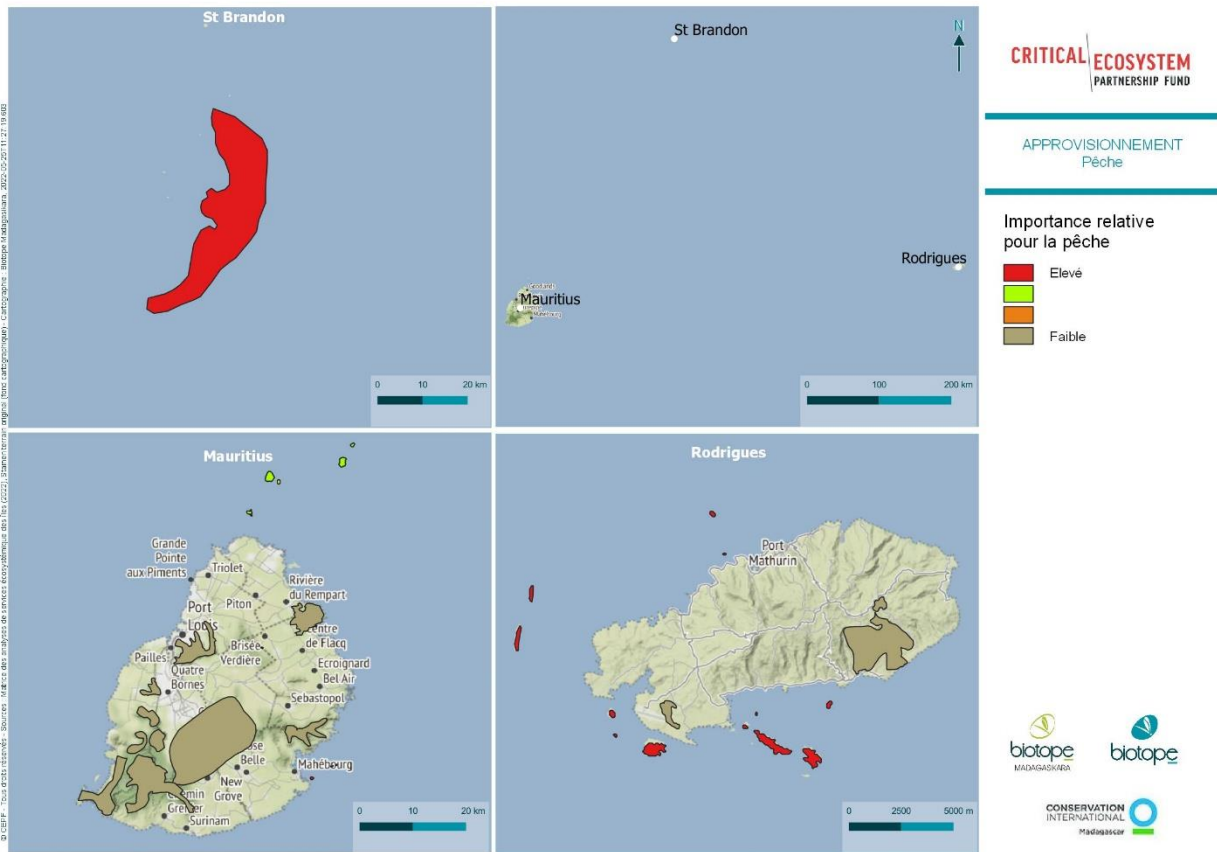 St Brandon
0 10 20 km
St Brandon
N
Rodrigues
Mauritius
0 100 200 km
CRITICAL ECOSYSTEM
PARTNERSHIP FUND
APPROVISIONNEMENT
Pêche
Importance relative
pour la pêche
Elevé
Faible
Mauritius
Grande
Pointe
aux Piments
Triolet
Rivière
du Rempart
Piton
Port
Louis
Centre
de Flacq
Pailles
Brisée
Verdière
Quatre
Bornes
Ecroignard
Bel Air
Sebastopol
Belle
Mahébourg
New
Grove
Chemin
Grenier
Surinam
0 10 20 km
Rodrigues
Port
Mathurin
0 2500 5000 m
biotope
MADAGASKARA
biotope
CONSERVATION
INTERNATIONAL
Madagascar